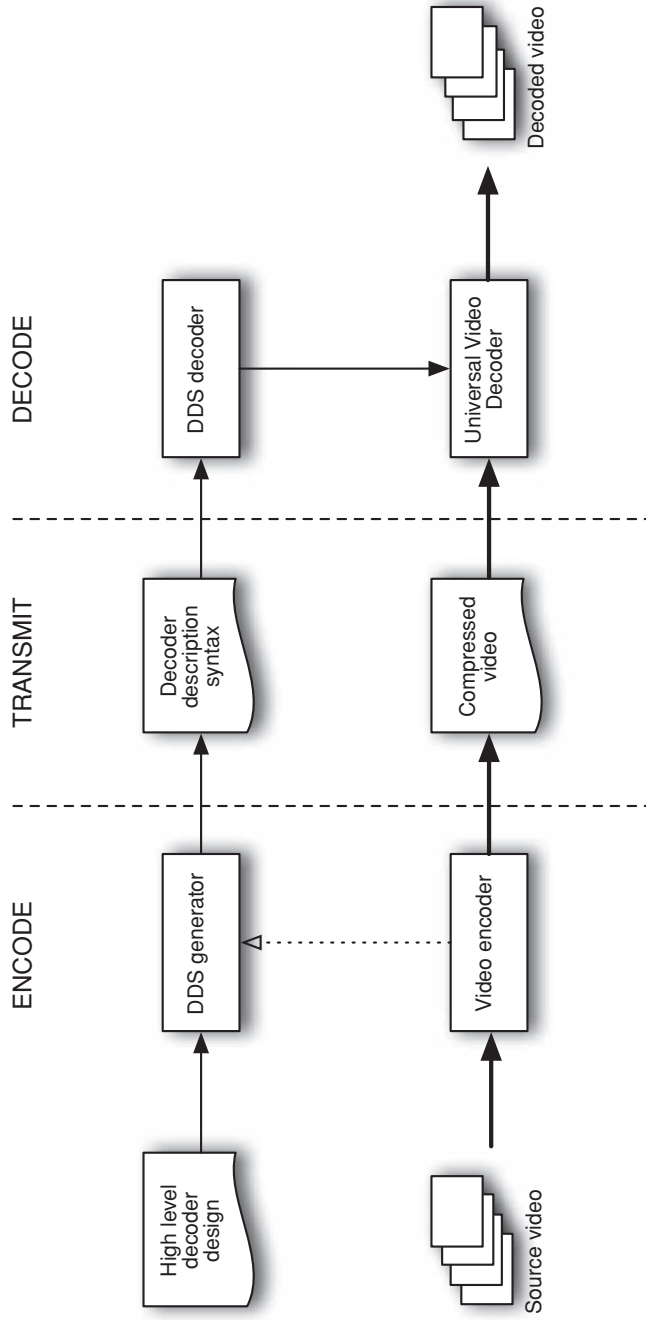 ENCODE
TRANSMIT
DECODE
High level
decoder
design
DDS generator
Decoder
description
syntax
DDS decoder
Source video
Video encoder
Compressed
video
Universal Video
Decoder
Decoded video